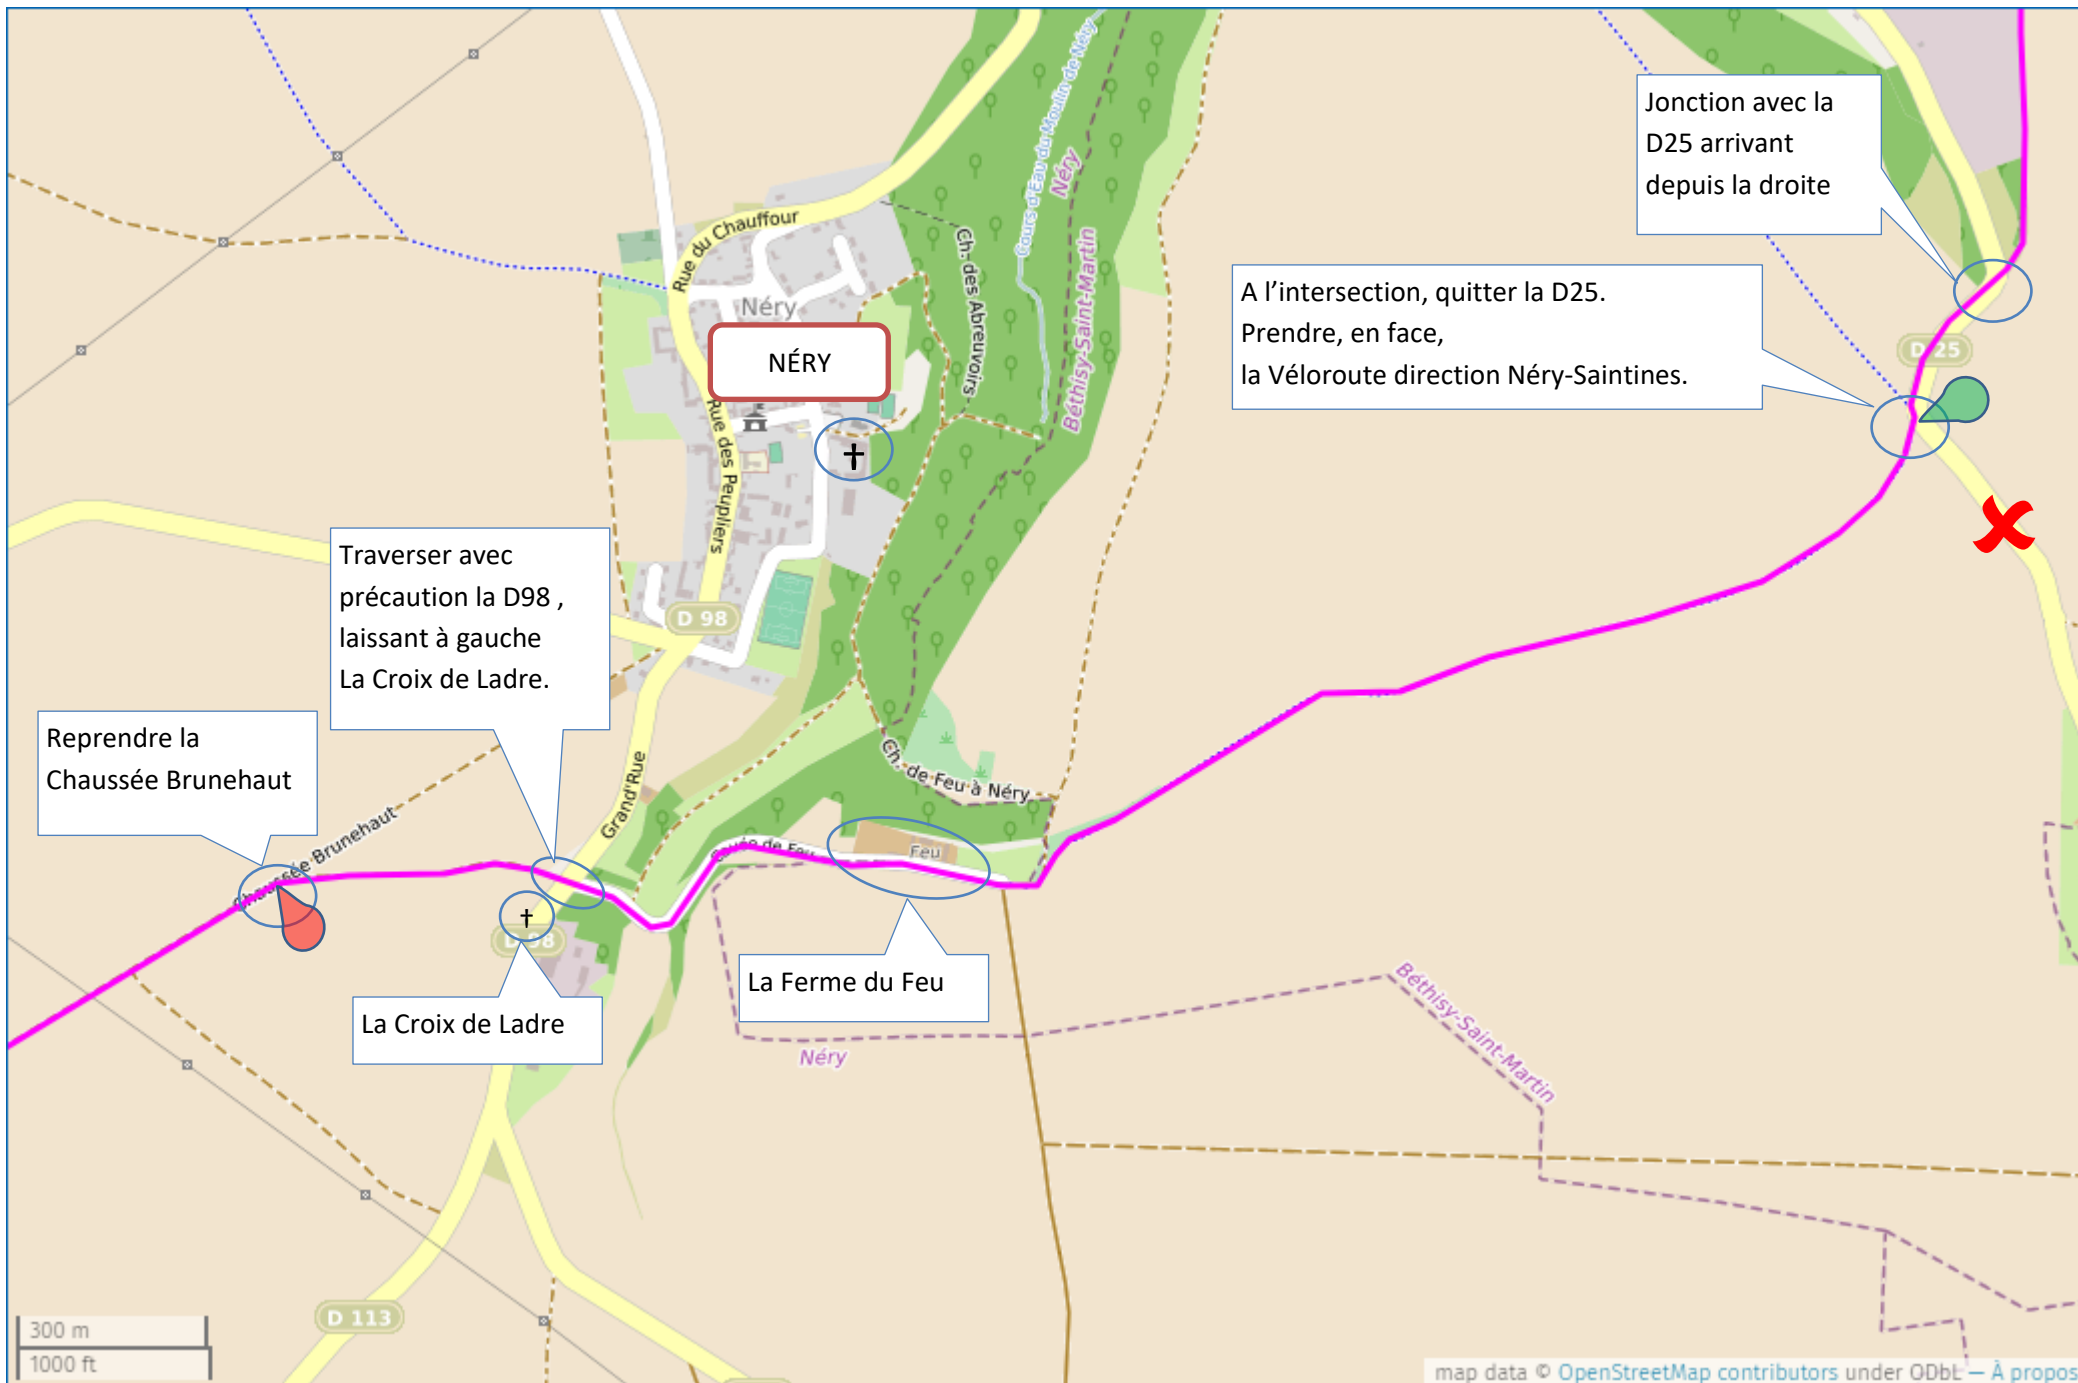 Jonction avec la
D25 arrivant
depuis la droite
A l’intersection, quitter la D25.
Prendre, en face,
la Véloroute direction Néry-Saintines.
D 25
Cours d'Eau du Moulin de Néry
Néry
Béthisy-Saint-Martin
Ch. des Abreuvoirs
Rue du Chauffour
Néry
NÉRY
Rue des Peupliers
D 98
Traverser avec
précaution la D98 ,
laissant à gauche
La Croix de Ladre.
Reprendre la
Chaussée Brunehaut
Chaussée Brunehaut
Grand'Rue
Ch. de Feu à Néry
Cavée de Feu
Feu
D 98
La Ferme du Feu
La Croix de Ladre
Néry
Béthisy-Saint-Martin
D 113
300 m
1000 ft
map data © OpenStreetMap contributors under ODbL — À propos